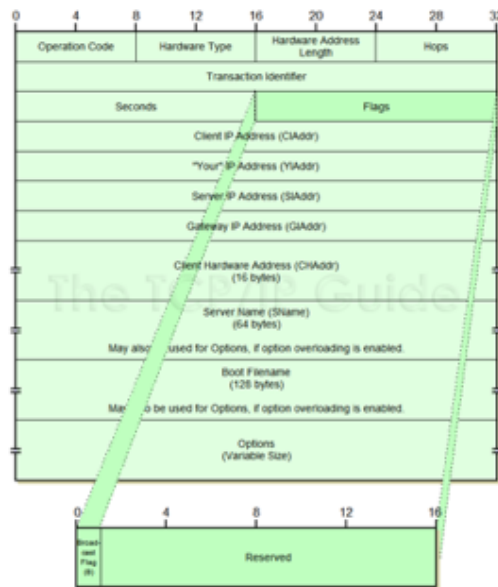 0 4 8 12 16 20 24 28 32
Operation Code Hardware Type Hardware Address Length Hops
Transaction Identifier
Seconds Flags
Client IP Address (CIAddr)
"Your" IP Address (YIAddr)
Server IP Address (SIAddr)
Gateway IP Address (GIAddr)
Client Hardware Address (CHAddr)
(16 bytes)
The TCP/IP Guide
Server Name (SName)
(64 bytes)
May also be used for Options, if option overloading is enabled.
Boot Filename
(128 bytes)
May also be used for Options, if option overloading is enabled.
Options
(Variable Size)
0 4 8 12 16
Broad-
cast
Flag
(B)
Reserved